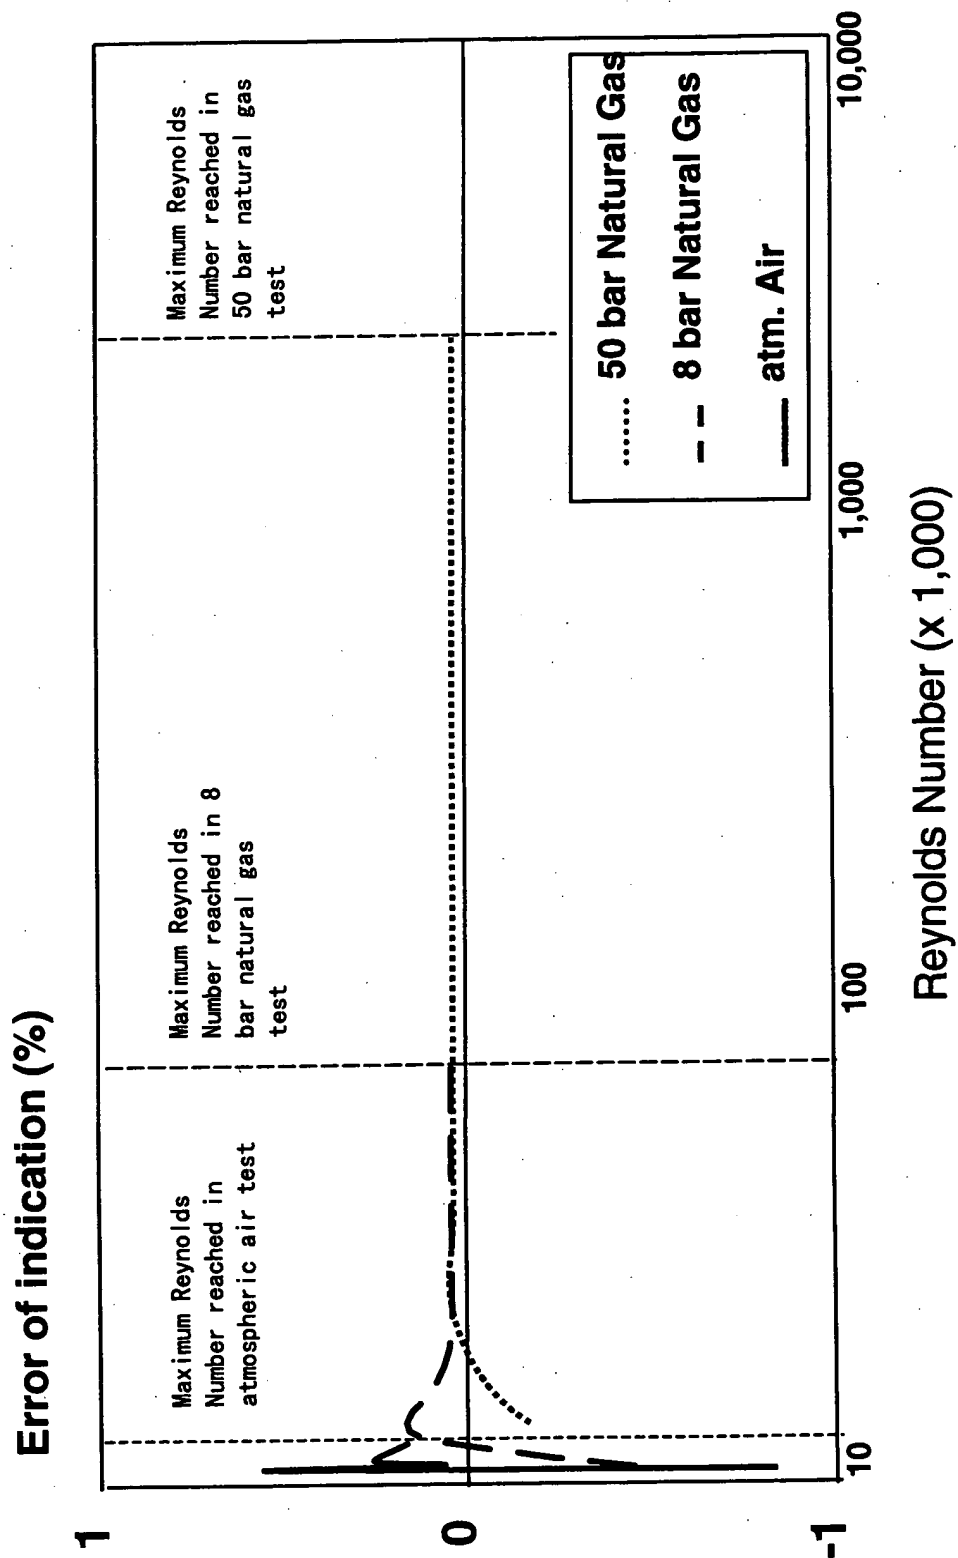 Error of indication (%)
1
0
-1
Maximum Reynolds
Number reached in
atmospheric air test
Maximum Reynolds
Number reached in 8
bar natural gas
test
Maximum Reynolds
Number reached in
50 bar natural gas
test
50 bar Natural Gas
8 bar Natural Gas
atm. Air
10
100
1,000
10,000
Reynolds Number (x 1,000)